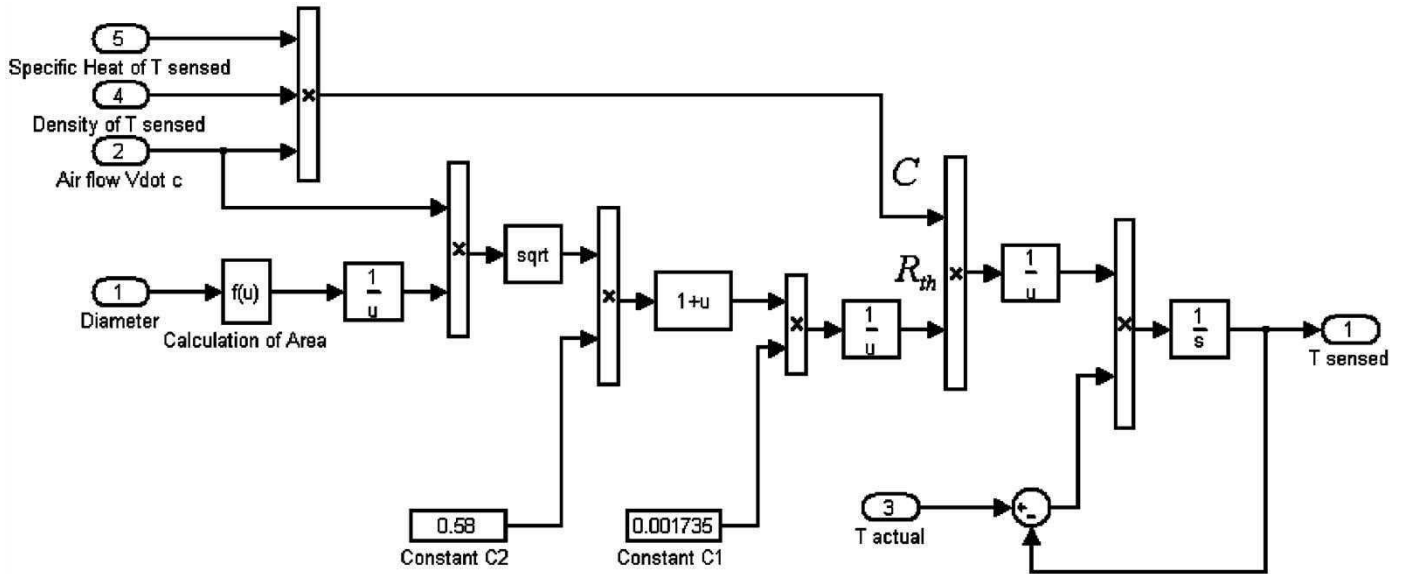 5
Specific Heat of T sensed
4
Density of T sensed
2
Air flow Vdot c
×
C
×
sqrt
×
1
Diameter
f(u)
Calculation of Area
1
u
1+u
×
1
u
R_th
×
1
u
×
1
s
1
T sensed
0.58
Constant C2
0.001735
Constant C1
3
T actual
+-